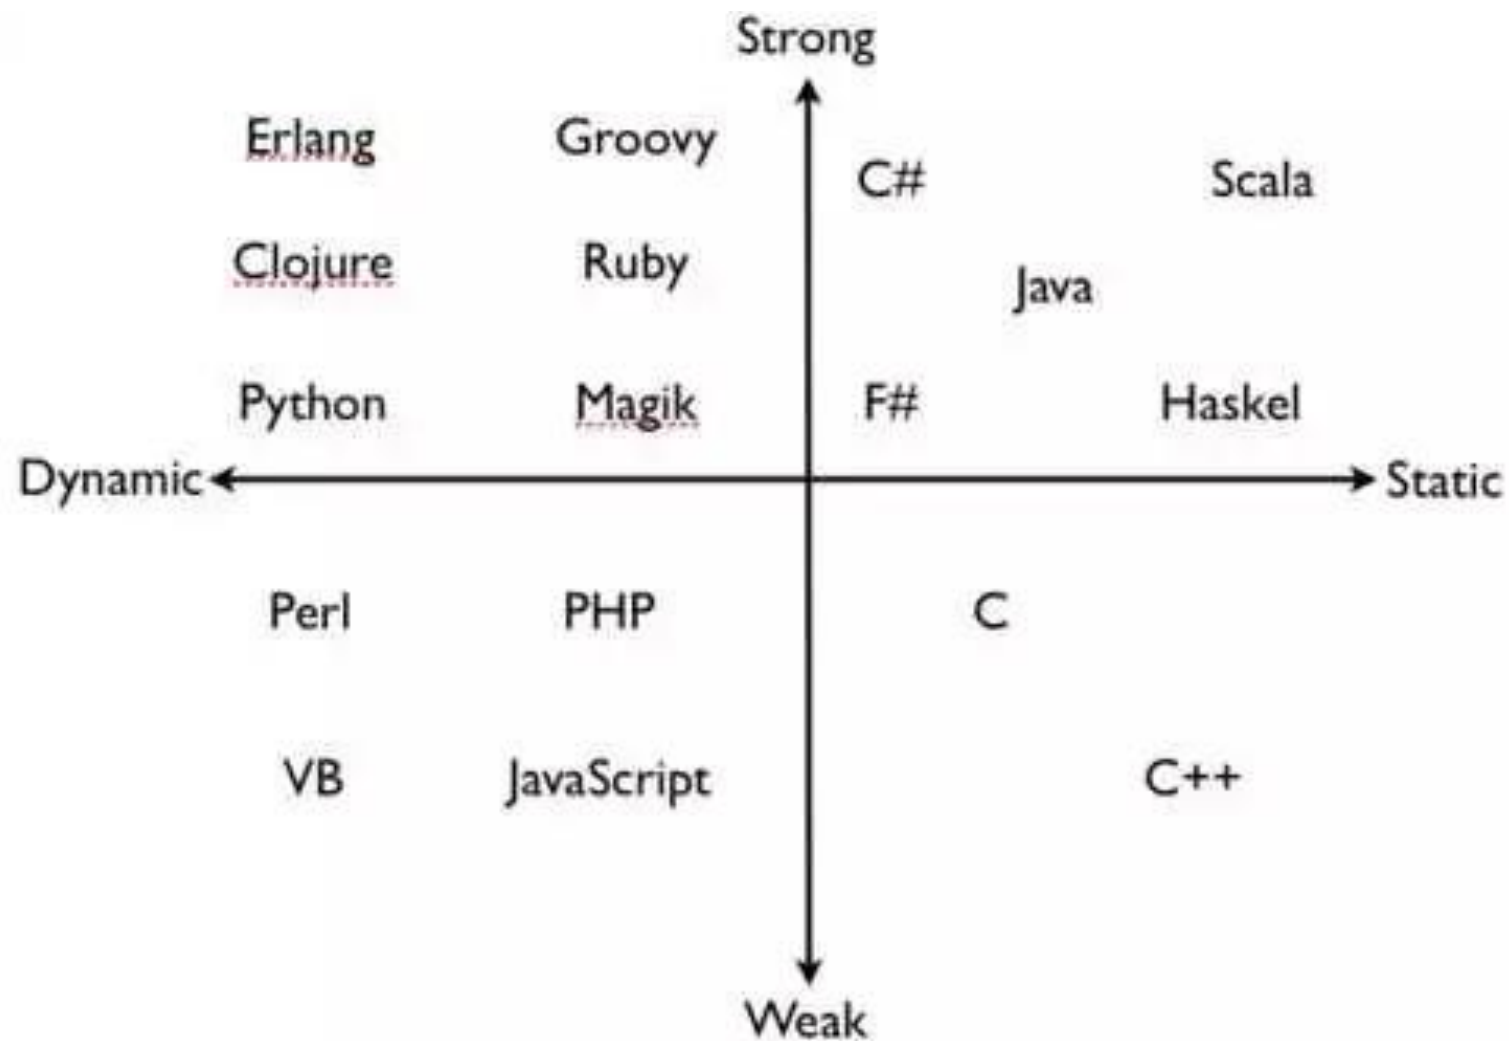 Strong
Erlang Groovy
C# Scala
Clojure Ruby
Java
Python Magik F# Haskel
Dynamic Static
Perl PHP C
VB JavaScript C++
Weak